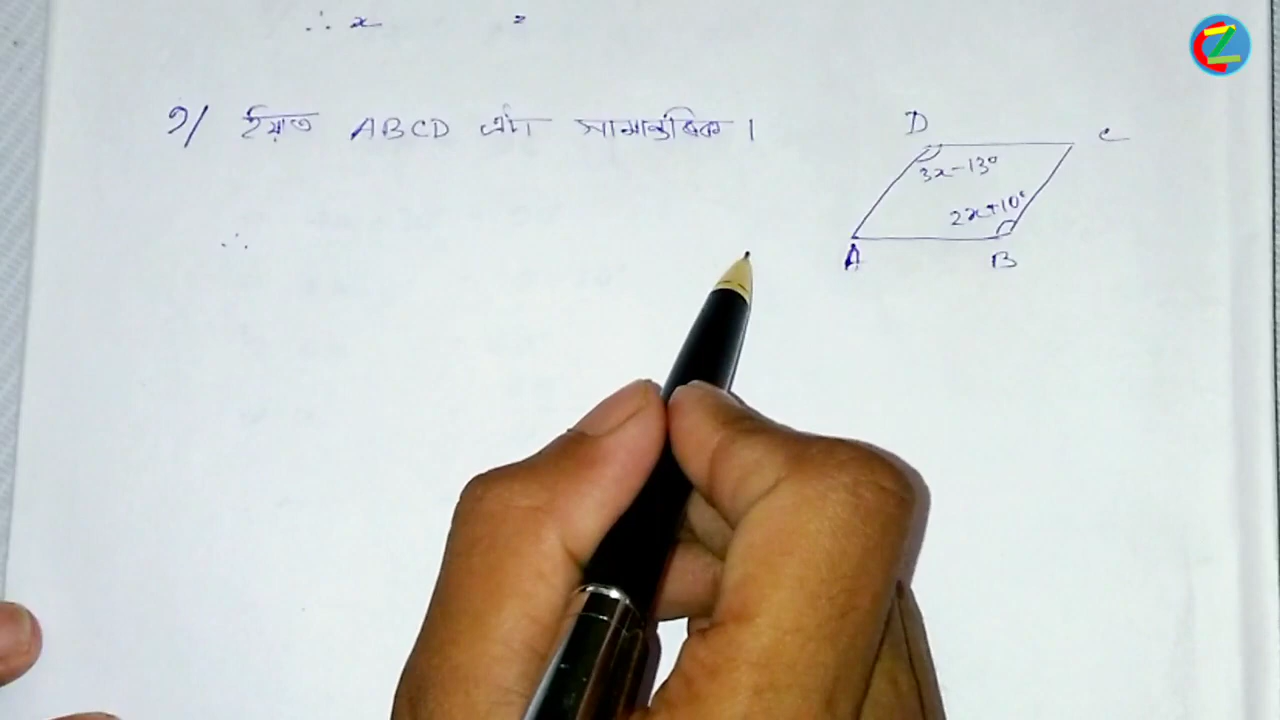 ∴ x =
7/ ইয়াত ABCD এটা সামান্তৰিক ।
D C
3x-13°
2x+10°
∴
A B